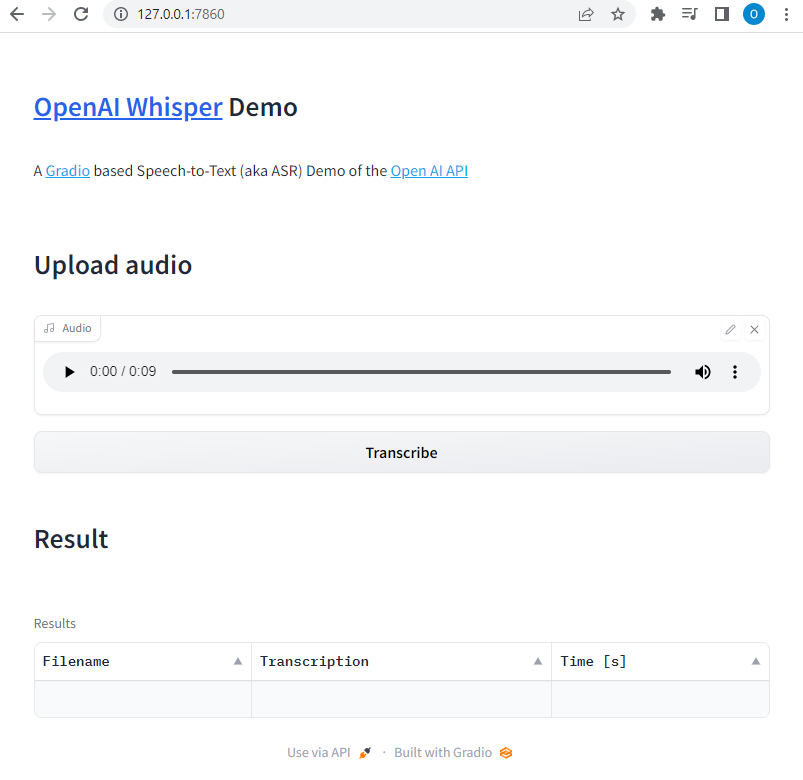 127.0.0.1:7860
O
OpenAI Whisper Demo
A Gradio based Speech-to-Text (aka ASR) Demo of the Open AI API
Upload audio
Audio
0:00 / 0:09
Transcribe
Result
Results
Filename Transcription Time [s]
Use via API · Built with Gradio